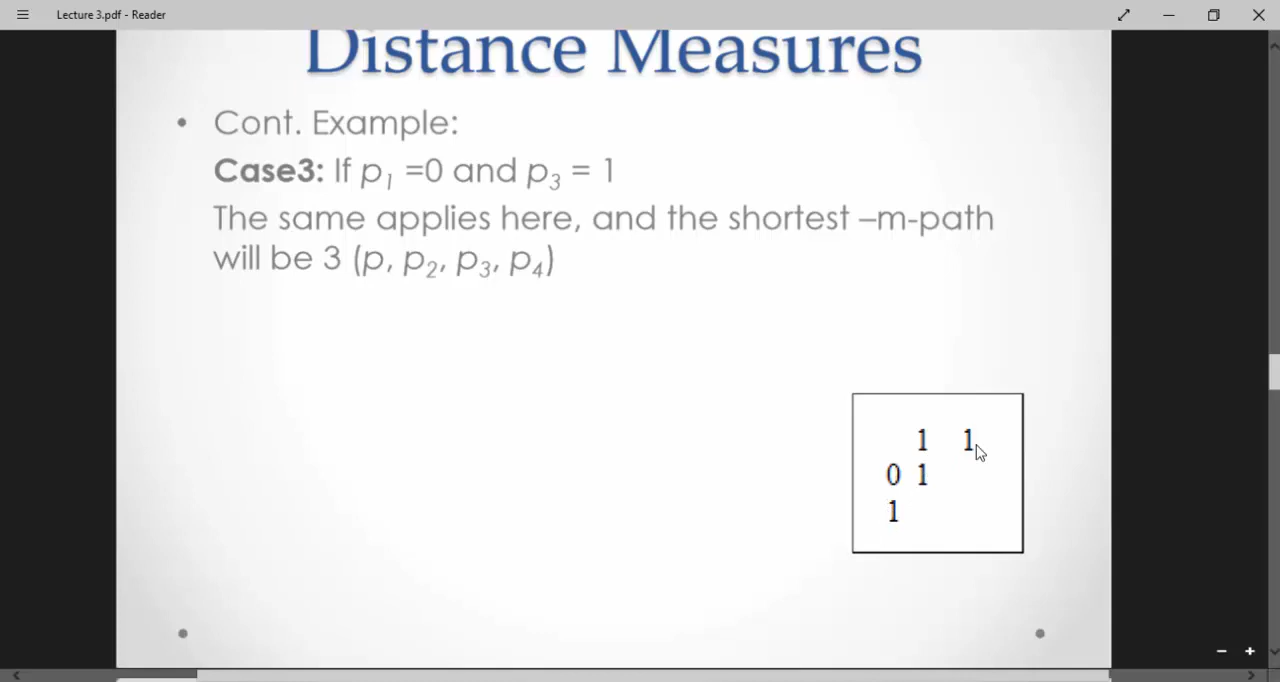 Lecture 3.pdf - Reader
Distance Measures
• Cont. Example:
Case3: If p₁ =0 and p₃ = 1
The same applies here, and the shortest –m-path
will be 3 (p, p₂, p₃, p₄)
1 1
0 1
1